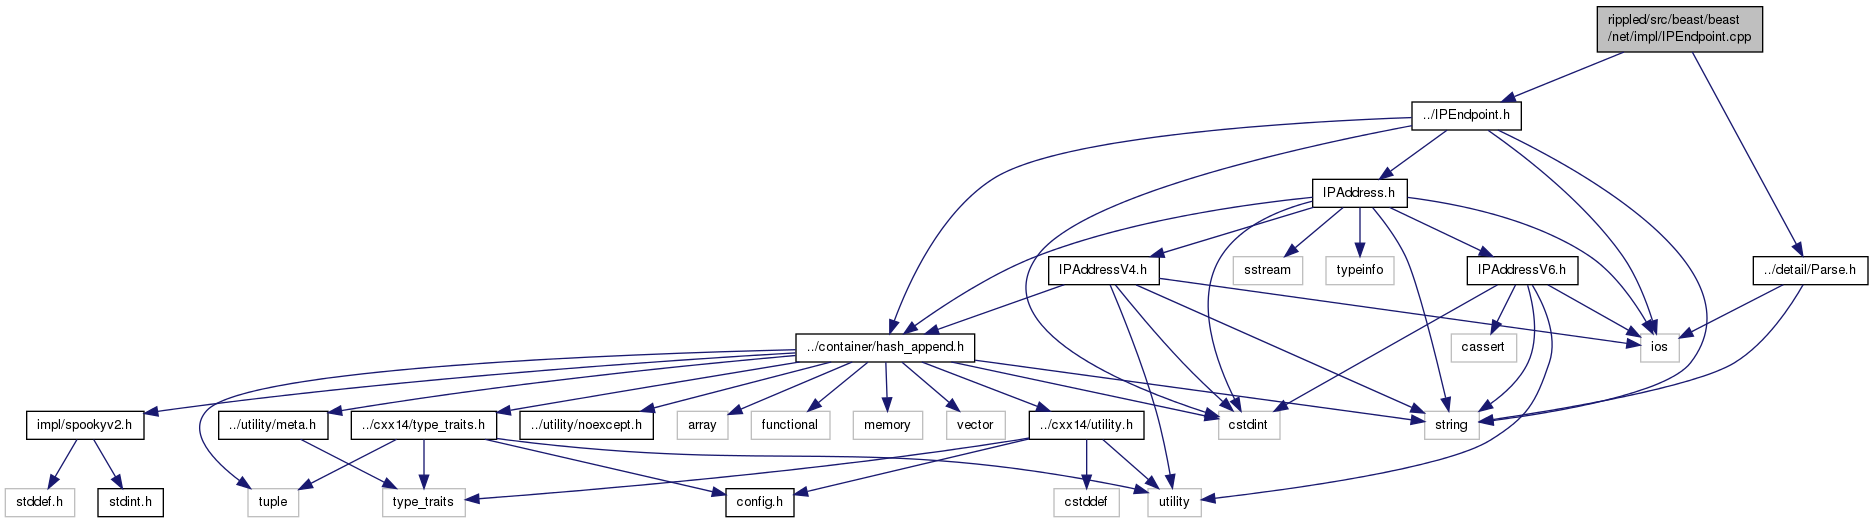 rippled/src/beast/beast
/net/impl/IPEndpoint.cpp
../IPEndpoint.h
IPAddress.h
IPAddressV4.h
sstream
typeinfo
IPAddressV6.h
../detail/Parse.h
../container/hash_append.h
cassert
ios
impl/spookyv2.h
../utility/meta.h
../cxx14/type_traits.h
../utility/noexcept.h
array
functional
memory
vector
../cxx14/utility.h
cstdint
string
stddef.h
stdint.h
tuple
type_traits
config.h
cstddef
utility